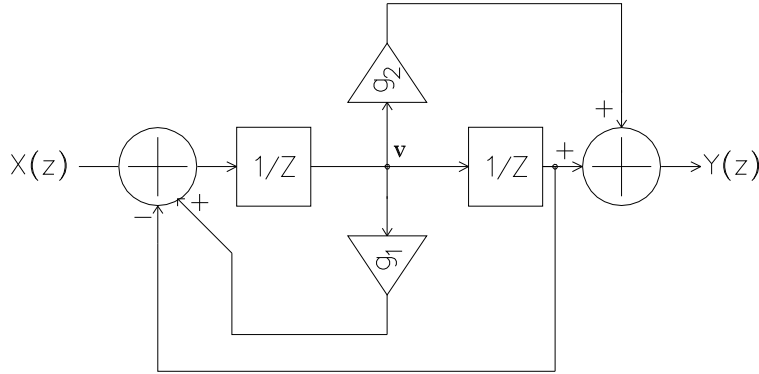 g2
+
X(z)
1/Z
v
1/Z
+
Y(z)
−
+
g1